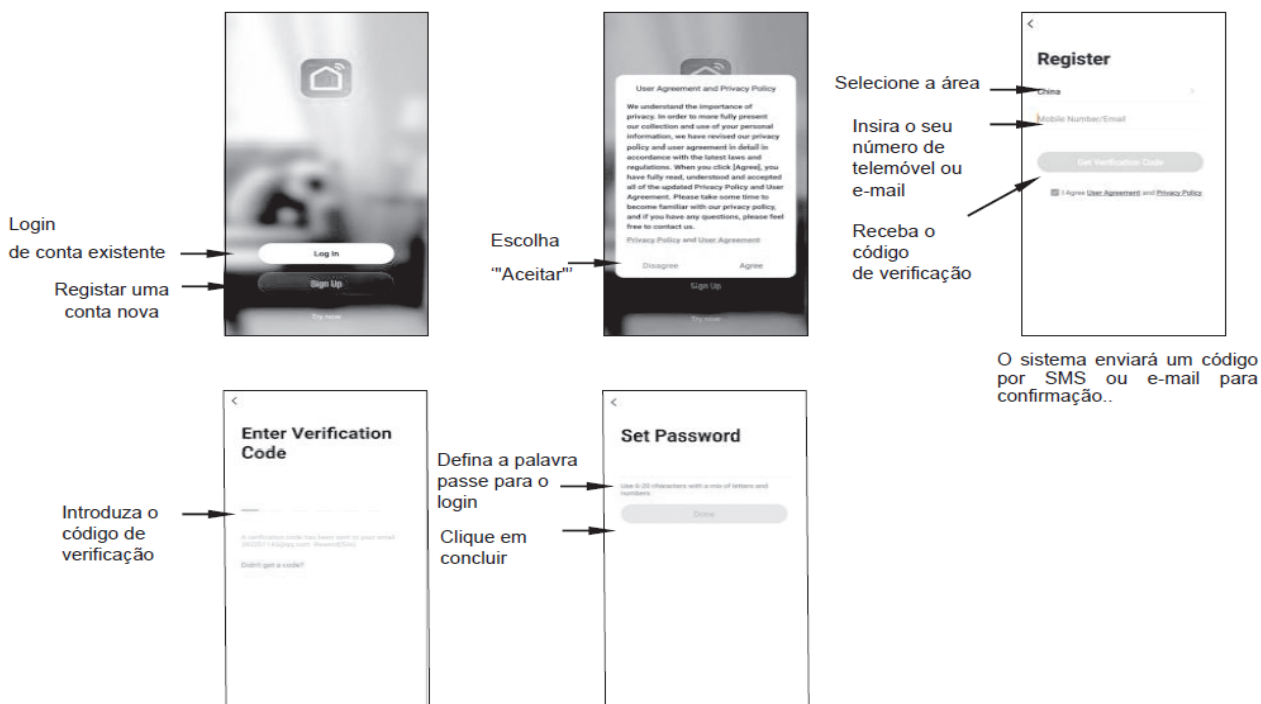 Login
de conta existente
Registar uma
conta nova
Log In
Sign Up
Try now
Escolha
'"Aceitar"'
User Agreement and Privacy Policy
We understand the importance of
privacy. In order to more fully present
our collection and use of your personal
information, we have revised our privacy
policy and user agreement in detail in
accordance with the latest laws and
regulations. When you click [Agree], you
have fully read, understood and accepted
all of the updated Privacy Policy and User
Agreement. Please take some time to
become familiar with our privacy policy,
and if you have any questions, please feel
free to contact us.
Privacy Policy and User Agreement
Disagree Agree
Sign Up
Try now
Selecione a área
Insira o seu
número de
telemóvel ou
e-mail
Receba o
código
de verificação
<
Register
China >
Mobile Number/Email
Get Verification Code
I Agree User Agreement and Privacy Policy
O sistema enviará um código
por SMS ou e-mail para
confirmação..
Introduza o
código de
verificação
<
Enter Verification
Code
A verification code has been sent to your email
Didn't get a code?
Defina a palavra
passe para o
login
Clique em
concluir
<
Set Password
Use 6-20 characters with a mix of letters and
numbers
Done